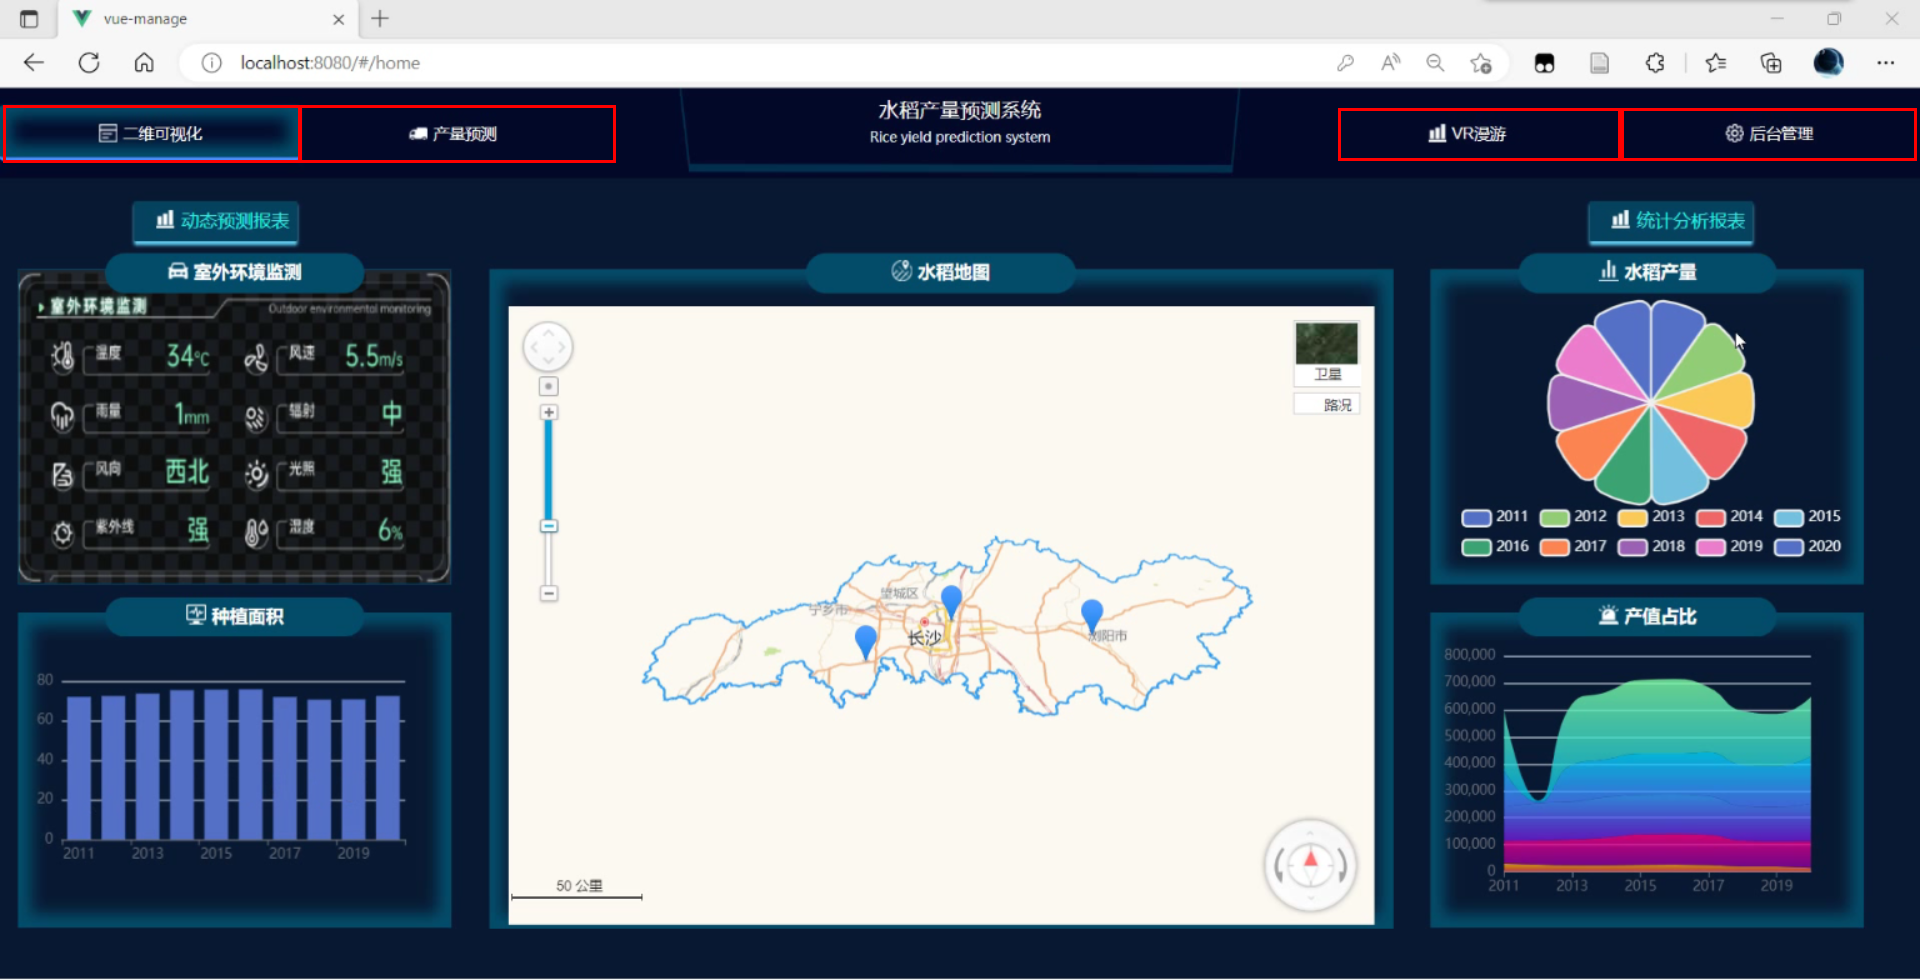 vue-manage
localhost:8080/#/home
水稻产量预测系统
Rice yield prediction system
二维可视化
产量预测
VR漫游
后台管理
动态预测报表
统计分析报表
室外环境监测
室外环境监测
Outdoor environmental monitoring
温度 34°C
风速 5.5m/s
雨量 1mm
辐射 中
风向 西北
光照 强
紫外线 强
湿度 6%
种植面积
80
60
40
20
0
2011 2013 2015 2017 2019
水稻地图
卫星
路况
望城区
宁乡市
长沙
浏阳市
50 公里
水稻产量
2011 2012 2013 2014 2015
2016 2017 2018 2019 2020
产值占比
800,000
700,000
600,000
500,000
400,000
300,000
200,000
100,000
0
2011 2013 2015 2017 2019